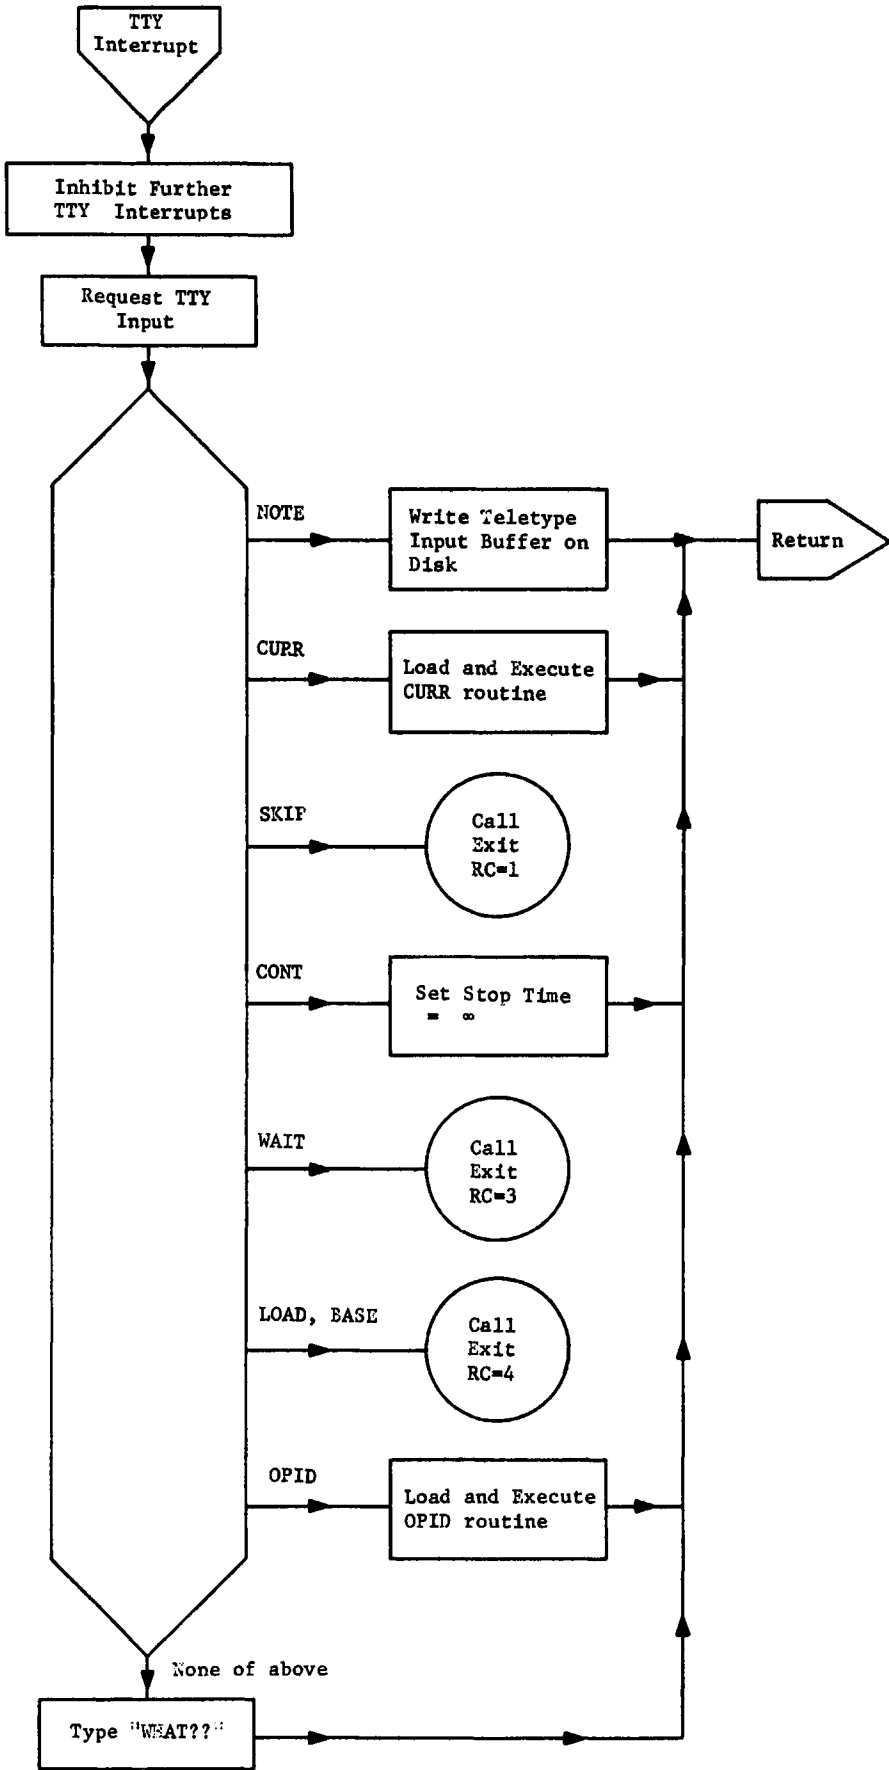 TTY
Interrupt
Inhibit Further
TTY Interrupts
Request TTY
Input
NOTE
Write Teletype
Input Buffer on
Disk
Return
CURR
Load and Execute
CURR routine
SKIP
Call
Exit
RC=1
CONT
Set Stop Time
= ∞
WAIT
Call
Exit
RC=3
LOAD, BASE
Call
Exit
RC=4
OPID
Load and Execute
OPID routine
None of above
Type "WHAT??"